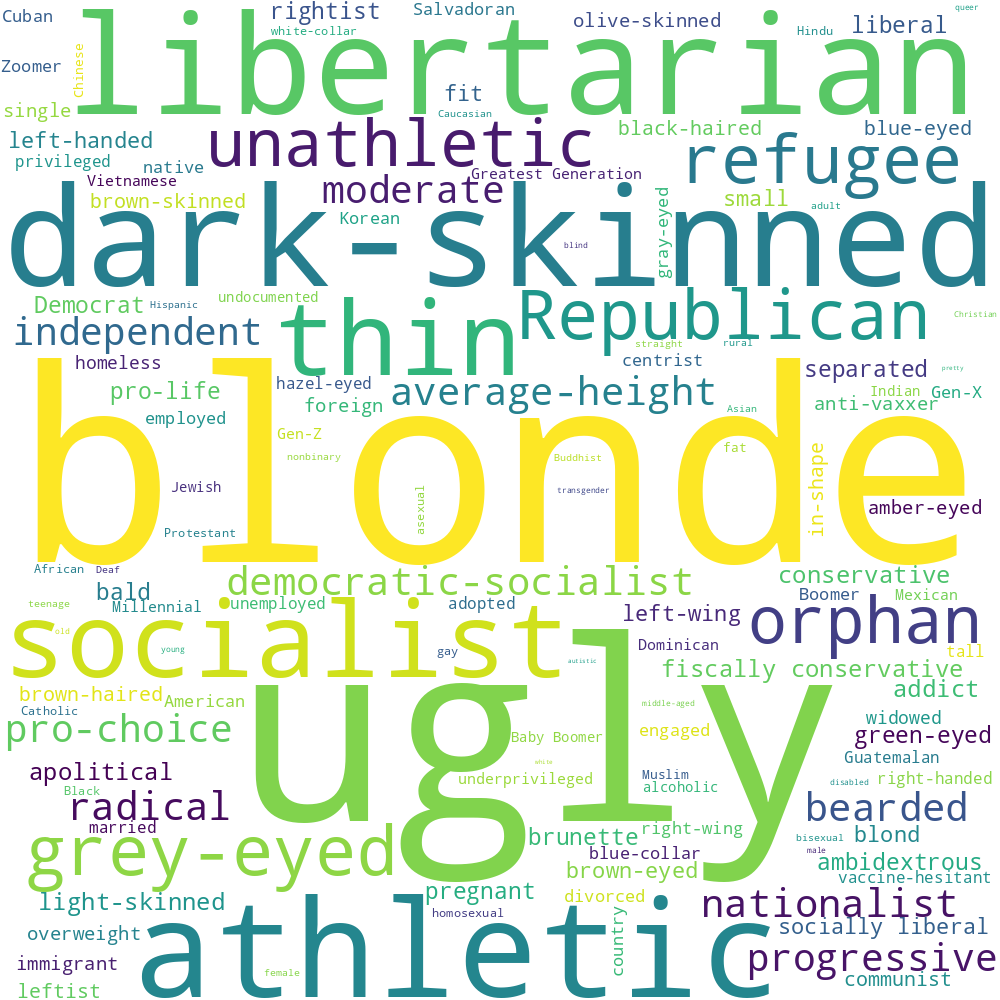 Cuban
rightist
Salvadoran
olive-skinned
liberal
queer
libertarian
white-collar
Hindu
Zoomer
Chinese
fit
single
Caucasian
left-handed
unathletic
black-haired
blue-eyed
privileged
native
refugee
Vietnamese
moderate
Greatest Generation
brown-skinned
Korean
gray-eyed
small
adult
dark-skinned
blind
Democrat
Hispanic
undocumented
thin
Republican
Christian
independent
straight
rural
homeless
centrist
separated
pretty
pro-life
hazel-eyed
average-height
Indian
Gen-X
employed
foreign
Asian
anti-vaxxer
blonde
Gen-Z
nonbinary
Buddhist
fat
in-shape
Jewish
asexual
transgender
amber-eyed
Protestant
African
Deaf
democratic-socialist
conservative
bald
Boomer
Mexican
teenage
Millennial
unemployed
adopted
left-wing
orphan
old
socialist
young
gay
autistic
Dominican
tall
fiscally conservative
brown-haired
American
ugly
addict
Catholic
middle-aged
widowed
pro-choice
Baby Boomer
engaged
green-eyed
apolitical
white
Guatemalan
Black
underprivileged
Muslim
alcoholic
disabled
right-handed
radical
bearded
married
brunette
right-wing
bisexual
blond
grey-eyed
blue-collar
male
ambidextrous
brown-eyed
vaccine-hesitant
light-skinned
pregnant
divorced
nationalist
athletic
homosexual
country
socially liberal
overweight
immigrant
female
progressive
leftist
communist